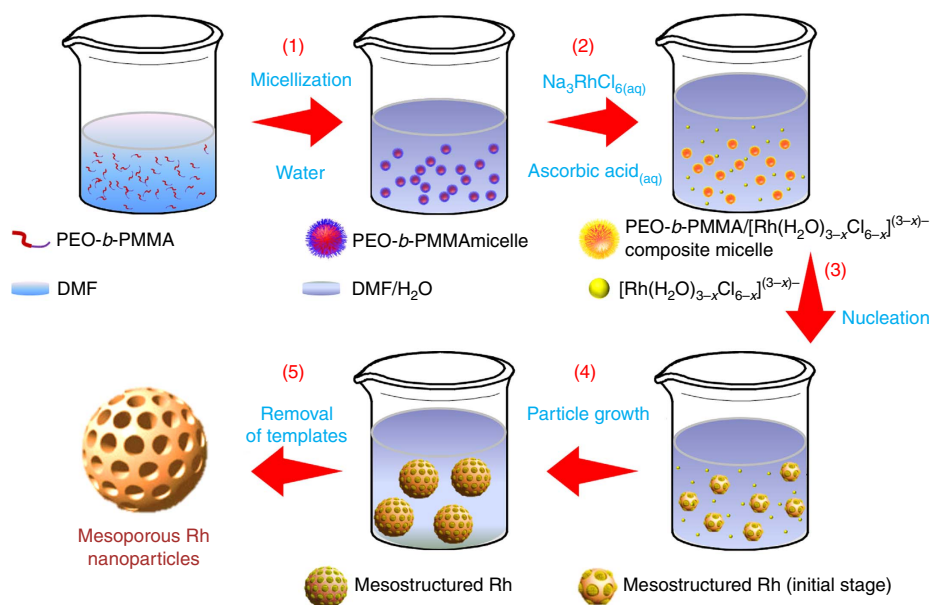 (1)
Micellization
Water
(2)
Na₃RhCl₆₍ₐq₎
Ascorbic acid₍ₐq₎
PEO-b-PMMA
PEO-b-PMMAmicelle
PEO-b-PMMA/[Rh(H₂O)₃₋ₓCl₆₋ₓ]⁽³⁻ˣ⁾⁻
composite micelle
DMF
DMF/H₂O
[Rh(H₂O)₃₋ₓCl₆₋ₓ]⁽³⁻ˣ⁾⁻
(3)
Nucleation
(4)
Particle growth
(5)
Removal
of templates
Mesoporous Rh
nanoparticles
Mesostructured Rh
Mesostructured Rh (initial stage)